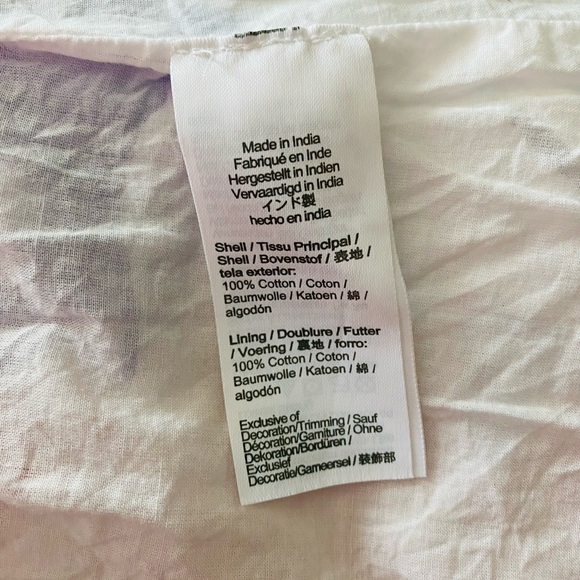 Made in India
Fabriqué en Inde
Hergestellt in Indien
Vervaardigd in India
インド製
hecho en india
Shell / Tissu Principal /
Shell / Bovenstof / 表地 /
tela exterior:
100% Cotton / Coton /
Baumwolle / Katoen / 綿 /
algodón
Lining / Doublure / Futter
/ Voering / 裏地 / forro:
100% Cotton / Coton /
Baumwolle / Katoen / 綿 /
algodón
Exclusive of
Decoration/Trimming / Sauf
Décoration/Garniture / Ohne
Dekoration/Bordüren /
Exclusief
Decoratie/Garneersel / 装飾部